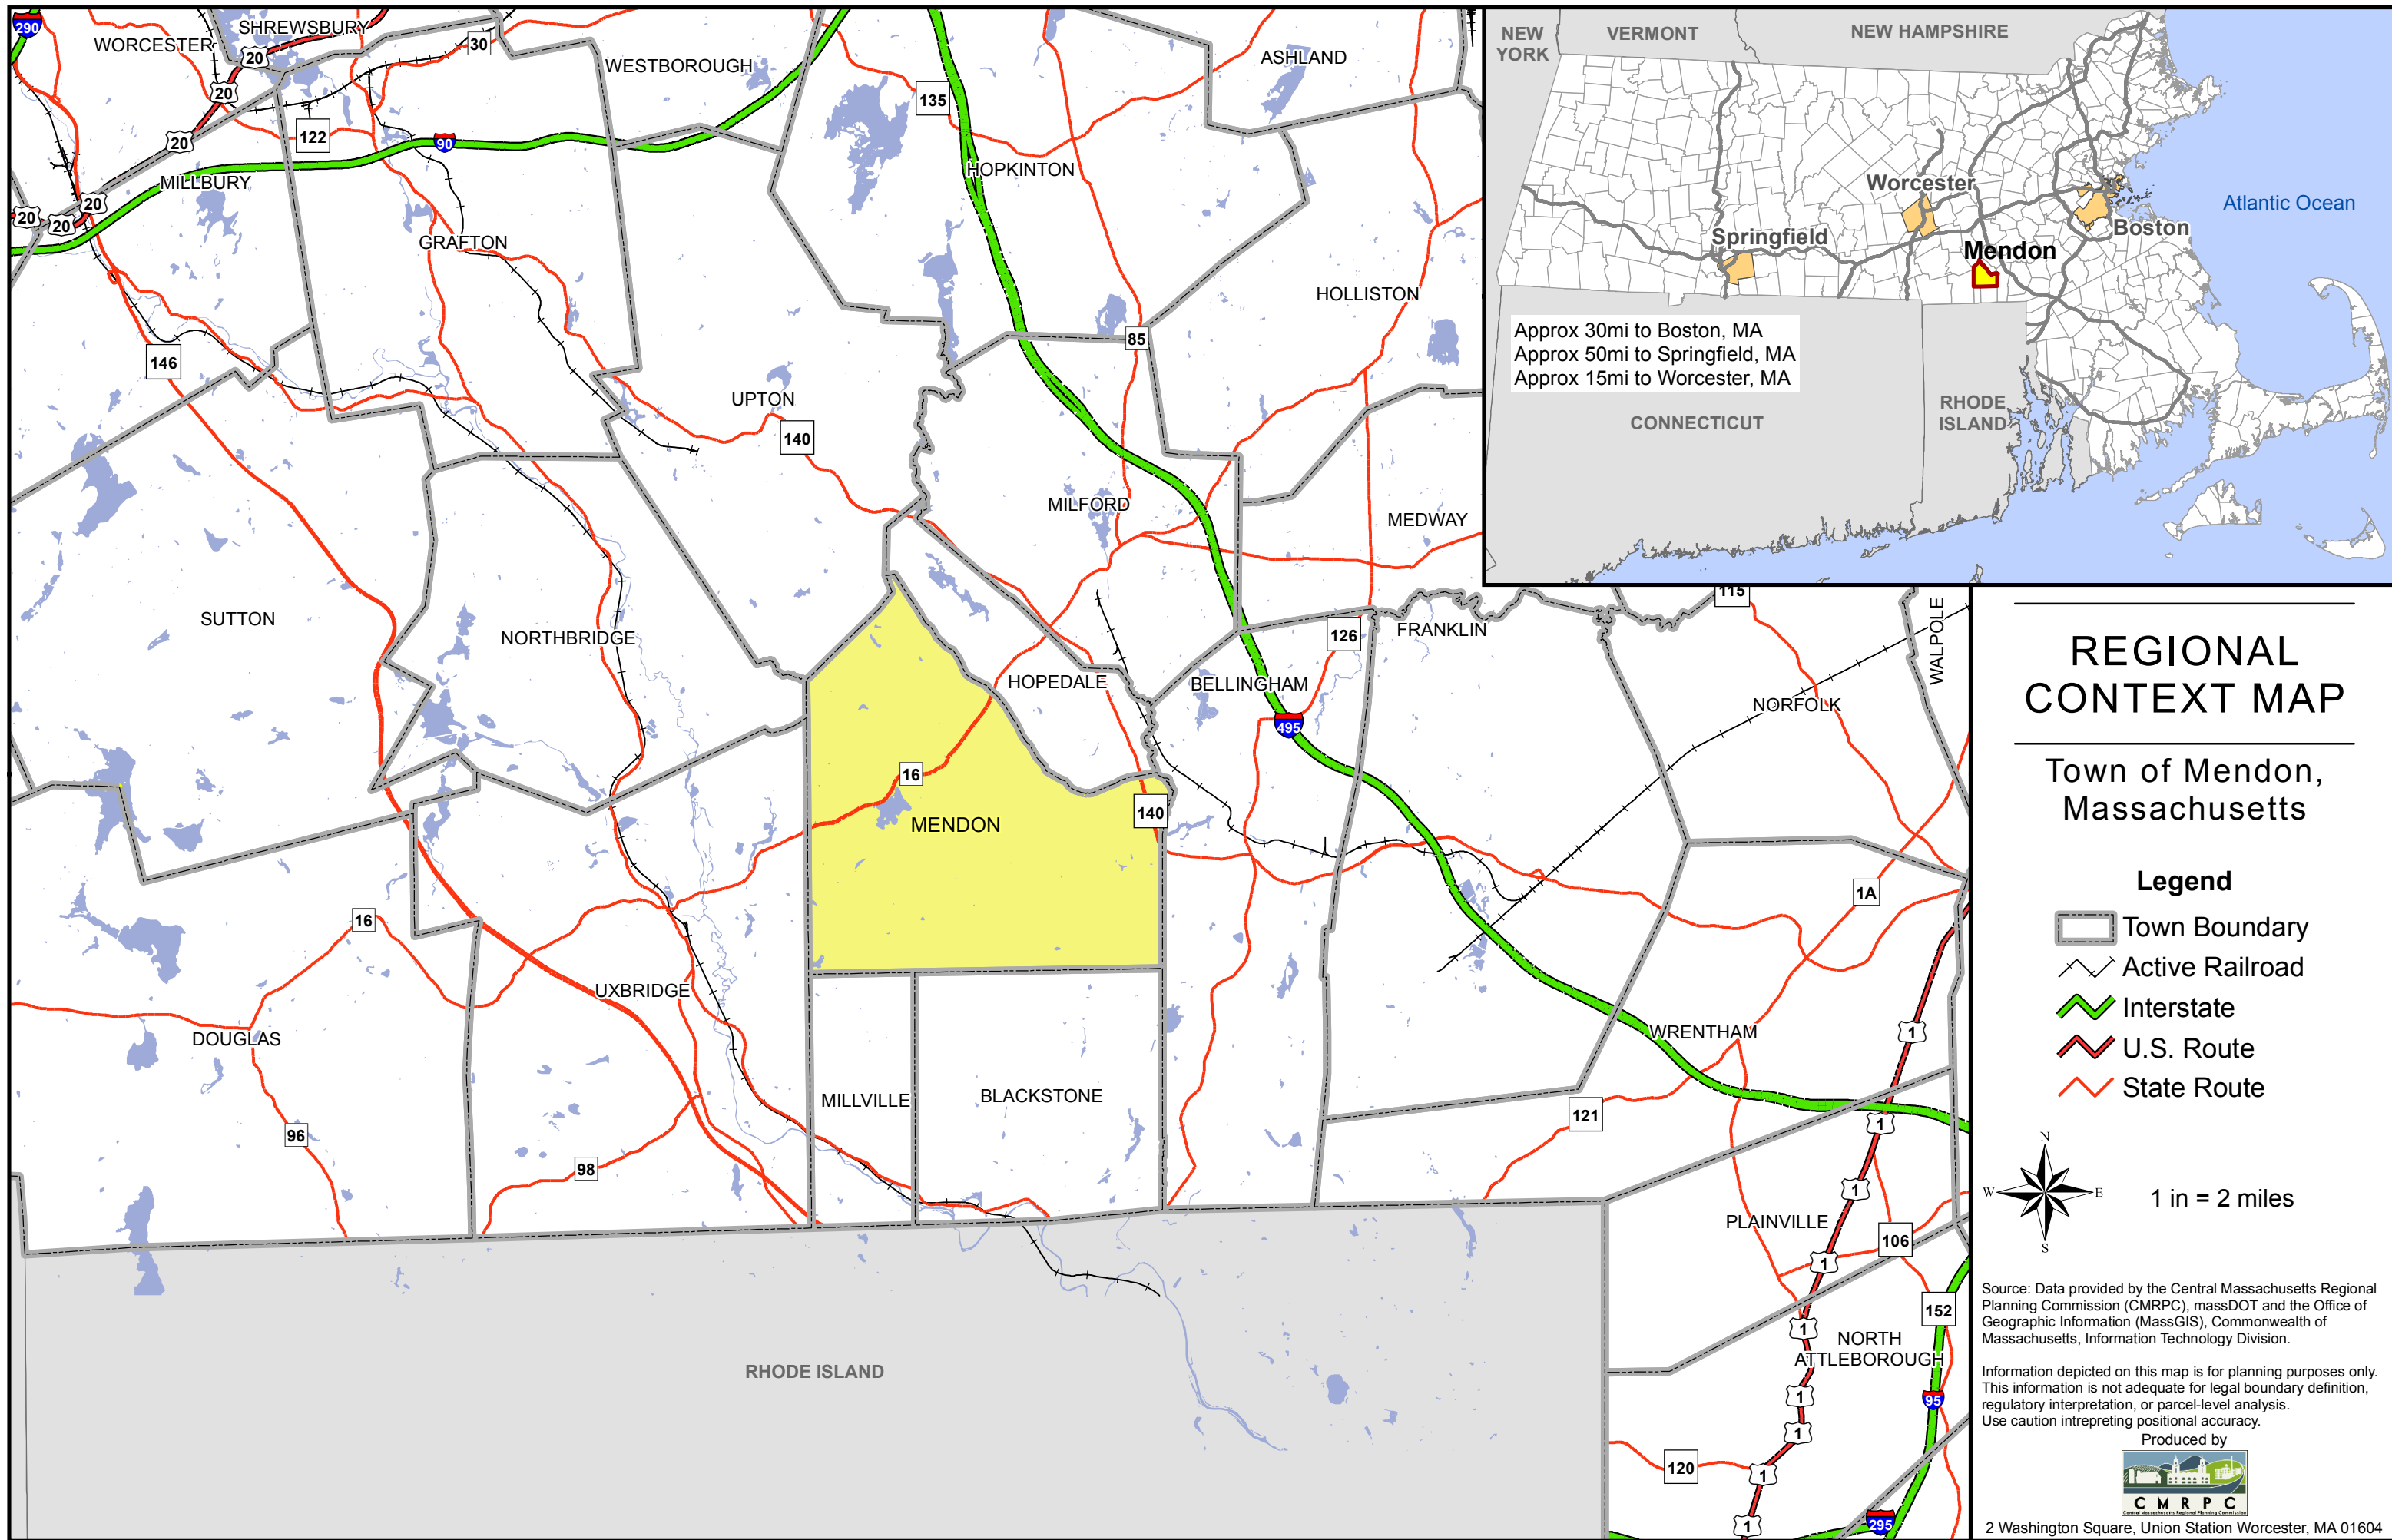 290
WORCESTER
SHREWSBURY
20
30
WESTBOROUGH
20
20
122
90
135
ASHLAND
HOPKINTON
MILLBURY
20
20
20
GRAFTON
HOLLISTON
146
85
UPTON
140
MILFORD
MEDWAY
SUTTON
NORTHBRIDGE
126
FRANKLIN
115
WALPOLE
HOPEDALE
BELLINGHAM
495
NORFOLK
16
MENDON
140
1A
16
UXBRIDGE
DOUGLAS
WRENTHAM
1
MILLVILLE
BLACKSTONE
121
1
96
98
1
PLAINVILLE
106
1
152
1
NORTH
ATTLEBOROUGH
RHODE ISLAND
1
95
1
120
1
1
295
NEW
YORK
VERMONT
NEW HAMPSHIRE
Worcester
Atlantic Ocean
Springfield
Boston
Mendon
Approx 30mi to Boston, MA
Approx 50mi to Springfield, MA
Approx 15mi to Worcester, MA
CONNECTICUT
RHODE
ISLAND
REGIONAL
CONTEXT MAP
Town of Mendon,
Massachusetts
Legend
Town Boundary
Active Railroad
Interstate
U.S. Route
State Route
N
W
E
S
1 in = 2 miles
Source: Data provided by the Central Massachusetts Regional
Planning Commission (CMRPC), massDOT and the Office of
Geographic Information (MassGIS), Commonwealth of
Massachusetts, Information Technology Division.
Information depicted on this map is for planning purposes only.
This information is not adequate for legal boundary definition,
regulatory interpretation, or parcel-level analysis.
Use caution intrepreting positional accuracy.
Produced by
C M R P C
Central Massachusetts Regional Planning Commission
2 Washington Square, Union Station Worcester, MA 01604